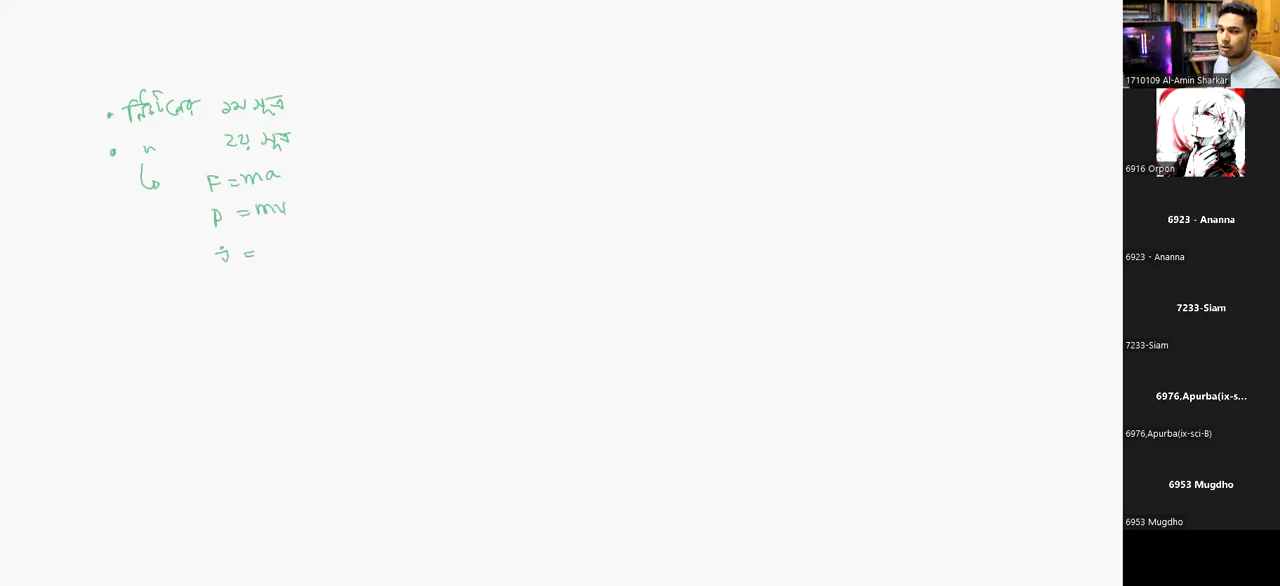 • নিউটনের ১ম সূত্র
• " ২য় সূত্র
F = ma
P = mv
J =
1710109 Al-Amin Sharkar
6916 Orpon
6923 - Ananna
6923 - Ananna
7233-Siam
7233-Siam
6976,Apurba(ix-s...
6976,Apurba(ix-sci-B)
6953 Mugdho
6953 Mugdho